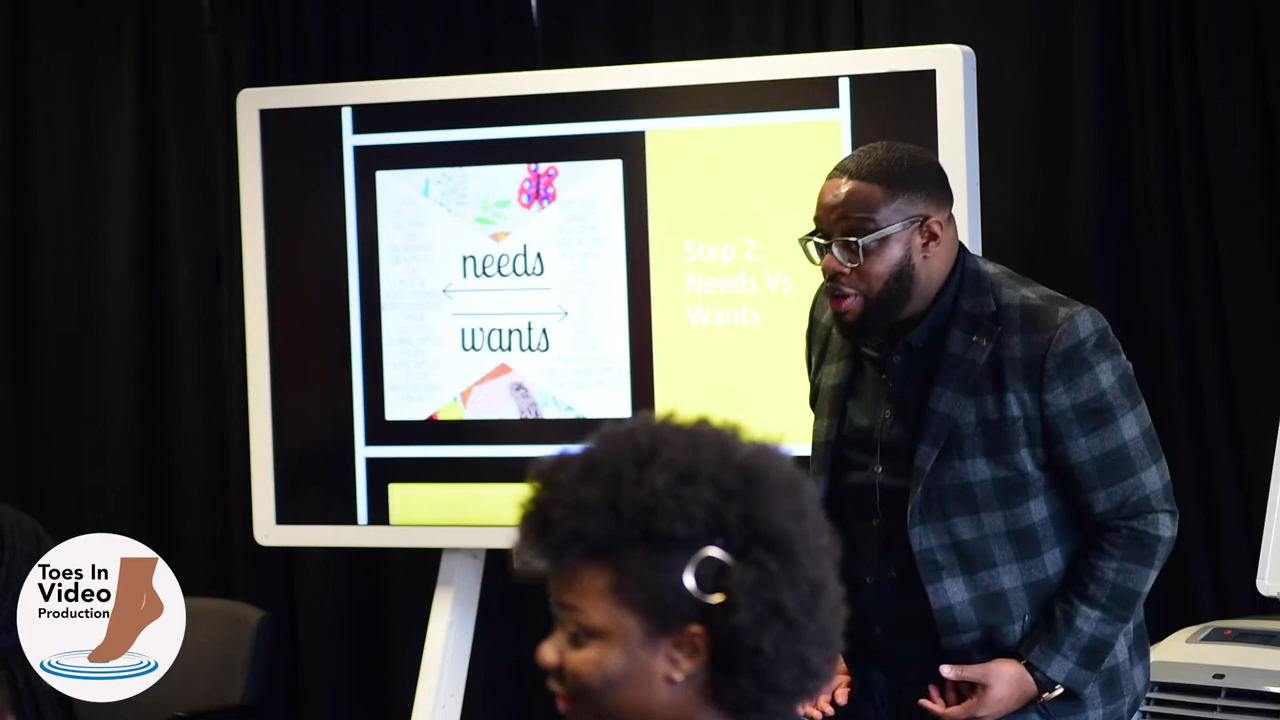 needs
wants
Step 2:
Needs Vs
Wants
Toes In
Video
Production